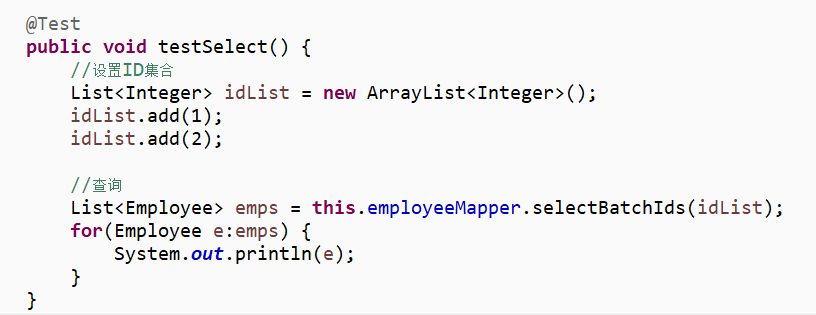 @Test
public void testSelect() {
    //设置ID集合
    List<Integer> idList = new ArrayList<Integer>();
    idList.add(1);
    idList.add(2);

    //查询
    List<Employee> emps = this.employeeMapper.selectBatchIds(idList);
    for(Employee e:emps) {
        System.out.println(e);
    }
}